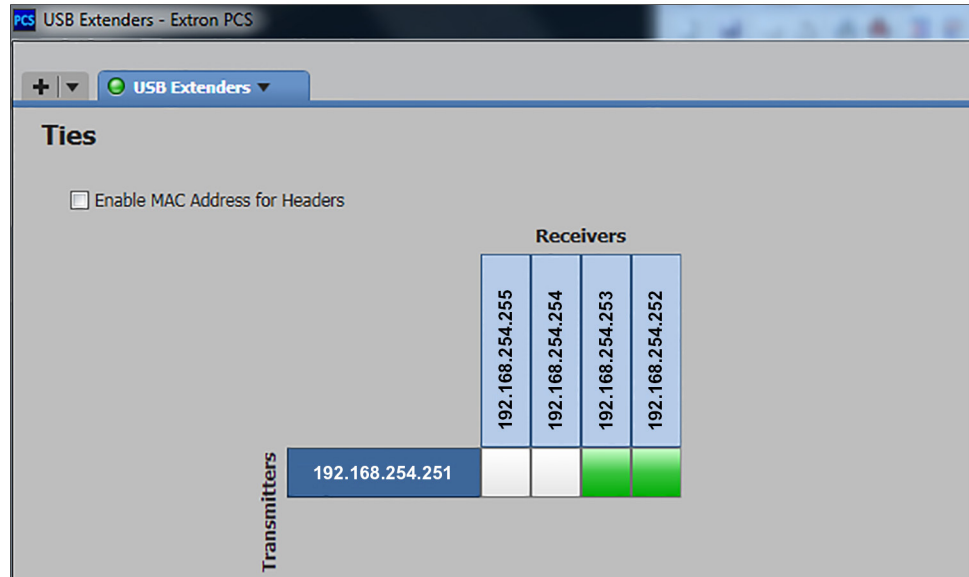 PCS USB Extenders - Extron PCS
+ USB Extenders
Ties
Enable MAC Address for Headers
Receivers
192.168.254.255
192.168.254.254
192.168.254.253
192.168.254.252
Transmitters
192.168.254.251